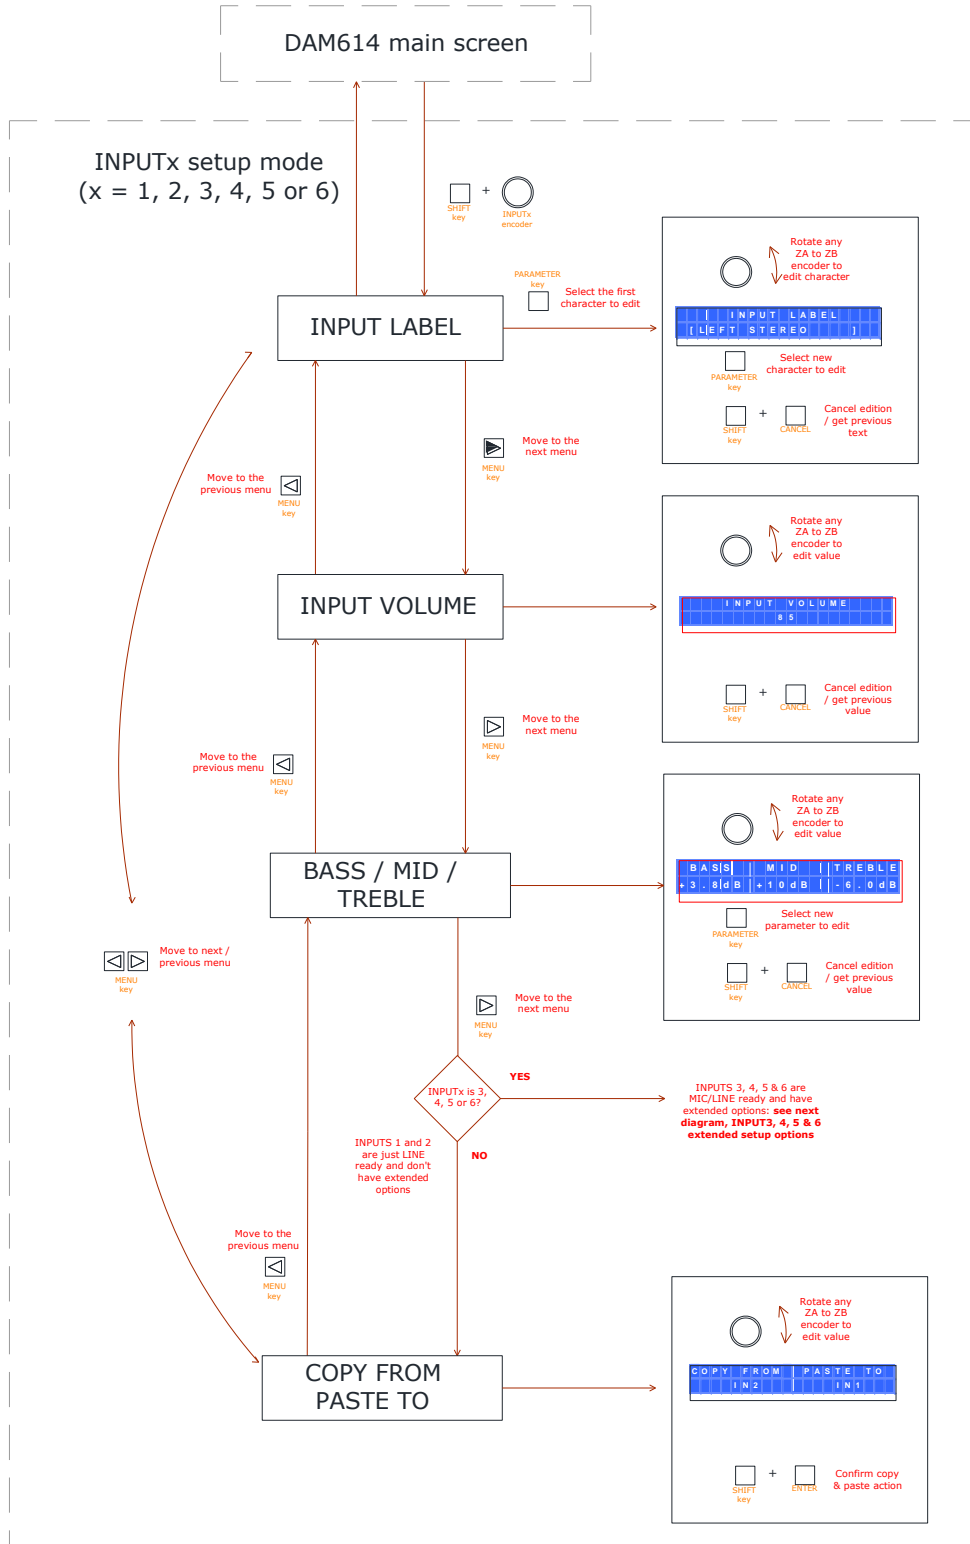 DAM614 main screen
INPUTx setup mode
(x = 1, 2, 3, 4, 5 or 6)
+
SHIFT
key
INPUTx
encoder
PARAMETER
key
Select the first
character to edit
INPUT LABEL
Rotate any
ZA to ZB
encoder to
edit character
INPUT LABEL
[LEFT STEREO ]
PARAMETER
key
Select new
character to edit
+
SHIFT
key
CANCEL
Cancel edition
/ get previous
text
Move to the
next menu
MENU
key
Move to the
previous menu
MENU
key
INPUT VOLUME
Rotate any
ZA to ZB
encoder to
edit value
INPUT VOLUME
85
+
SHIFT
key
CANCEL
Cancel edition
/ get previous
value
Move to the
next menu
MENU
key
Move to the
previous menu
MENU
key
BASS / MID /
TREBLE
Rotate any
ZA to ZB
encoder to
edit value
BASS | MID | TREBLE
+3.8dB | +10dB | -6.0dB
PARAMETER
key
Select new
parameter to edit
+
SHIFT
key
CANCEL
Cancel edition
/ get previous
value
Move to next /
previous menu
MENU
key
Move to the
next menu
MENU
key
INPUTx is 3,
4, 5 or 6?
YES
INPUTS 3, 4, 5 & 6 are
MIC/LINE ready and have
extended options: see next
diagram, INPUT3, 4, 5 & 6
extended setup options
NO
INPUTS 1 and 2
are just LINE
ready and don't
have extended
options
Move to the
previous menu
MENU
key
COPY FROM
PASTE TO
Rotate any
ZA to ZB
encoder to
edit value
COPY FROM | PASTE TO
IN2 | IN1
+
SHIFT
key
ENTER
Confirm copy
& paste action